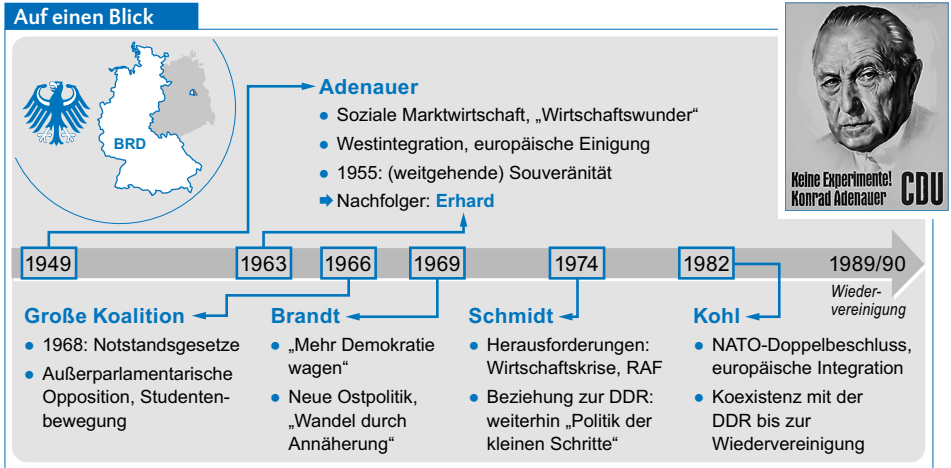 Auf einen Blick
BRD
Adenauer
• Soziale Marktwirtschaft, „Wirtschaftswunder“
• Westintegration, europäische Einigung
• 1955: (weitgehende) Souveränität
➡ Nachfolger: Erhard
Keine Experimente!
Konrad Adenauer CDU
1949 1963 1966 1969 1974 1982 1989/90
Wieder-
vereinigung
Große Koalition
• 1968: Notstandsgesetze
• Außerparlamentarische
Opposition, Studenten-
bewegung
Brandt
• „Mehr Demokratie
wagen“
• Neue Ostpolitik,
„Wandel durch
Annäherung“
Schmidt
• Herausforderungen:
Wirtschaftskrise, RAF
• Beziehung zur DDR:
weiterhin „Politik der
kleinen Schritte“
Kohl
• NATO-Doppelbeschluss,
europäische Integration
• Koexistenz mit der
DDR bis zur
Wiedervereinigung